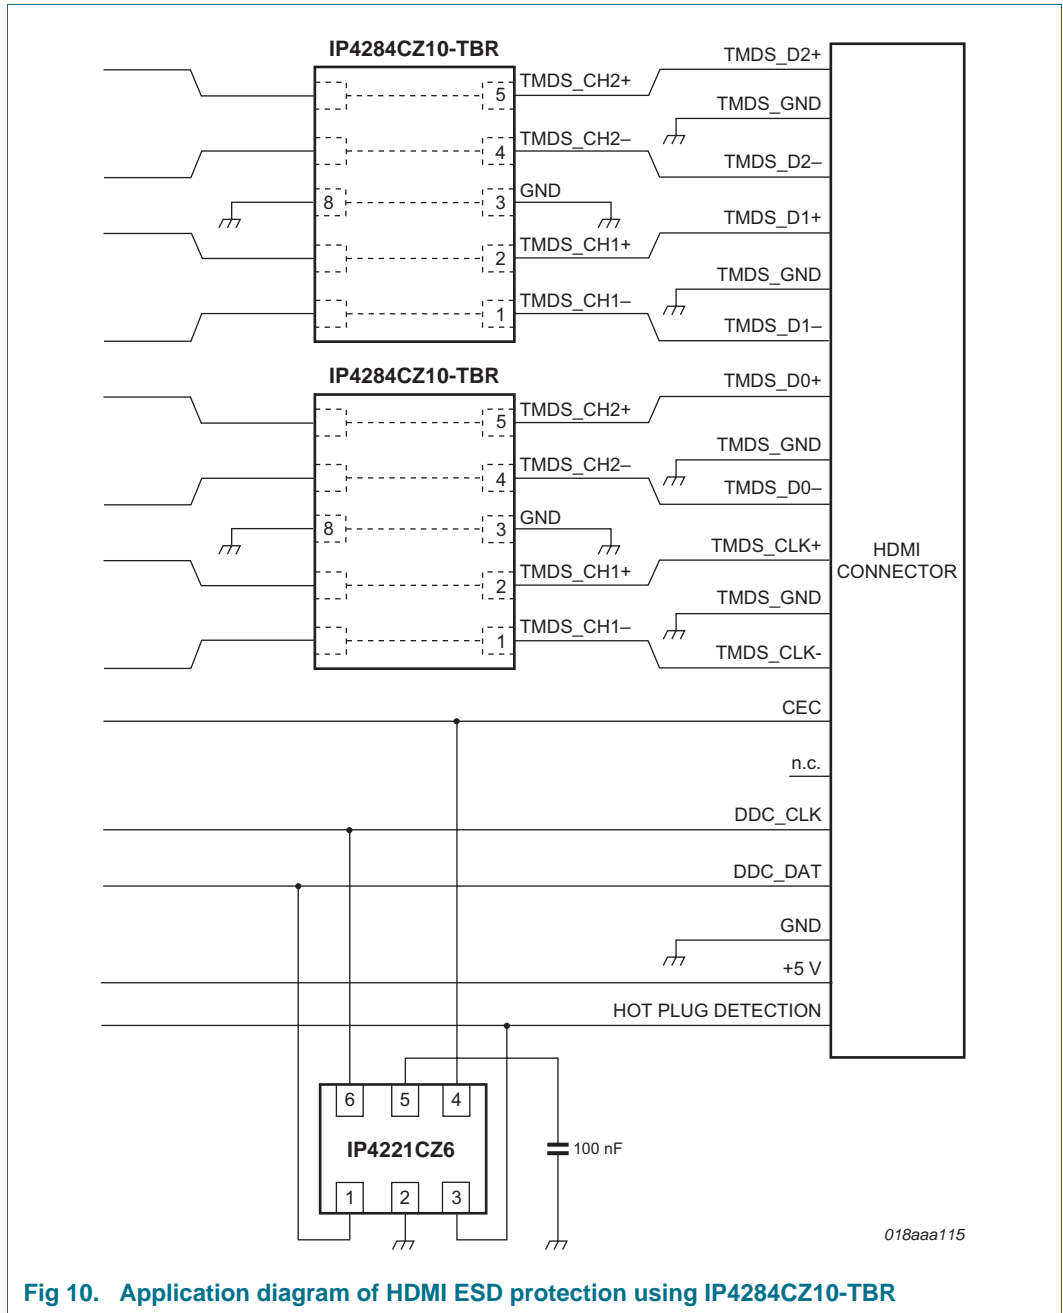 IP4284CZ10-TBR
TMDS_D2+
TMDS_CH2+
5
TMDS_GND
TMDS_CH2–
4
TMDS_D2–
8
GND
3
TMDS_D1+
TMDS_CH1+
2
TMDS_GND
TMDS_CH1–
1
TMDS_D1–
IP4284CZ10-TBR
TMDS_D0+
TMDS_CH2+
5
TMDS_GND
TMDS_CH2–
4
TMDS_D0–
8
GND
3
TMDS_CLK+
HDMI
CONNECTOR
TMDS_CH1+
2
TMDS_GND
TMDS_CH1–
1
TMDS_CLK-
CEC
n.c.
DDC_CLK
DDC_DAT
GND
+5 V
HOT PLUG DETECTION
6 5 4
IP4221CZ6
100 nF
1 2 3
018aaa115
Fig 10. Application diagram of HDMI ESD protection using IP4284CZ10-TBR